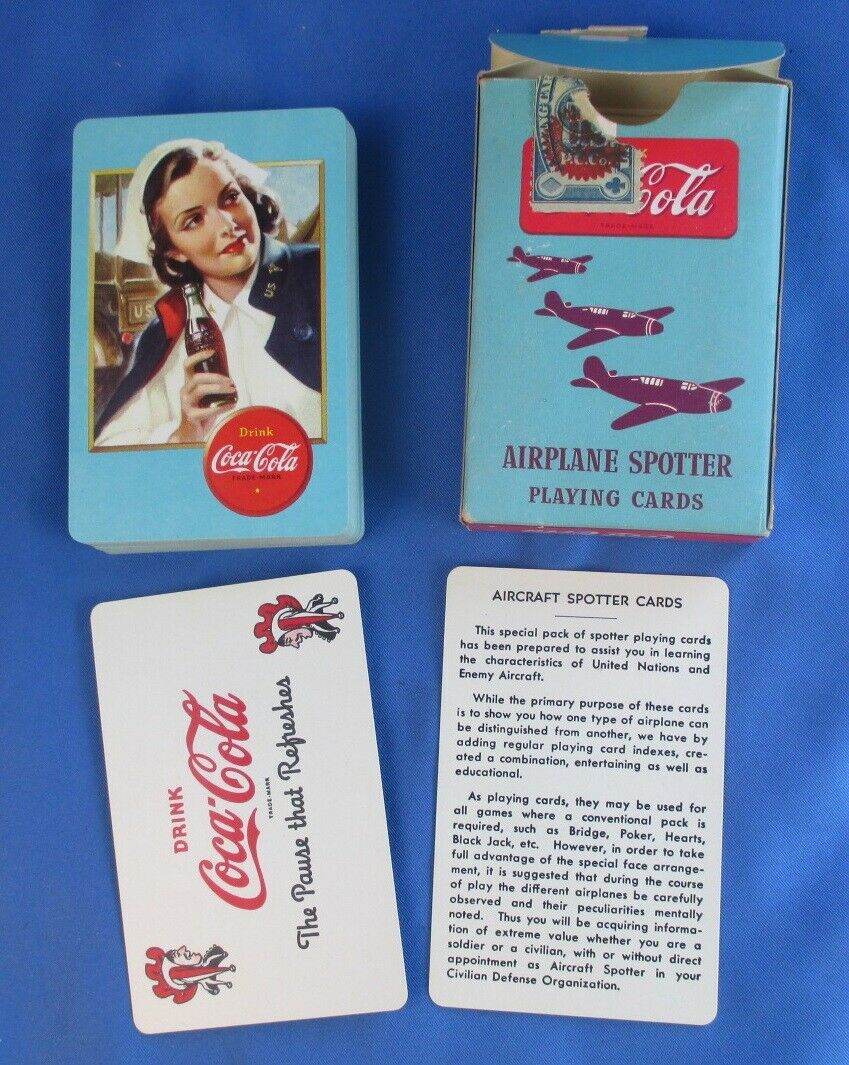 US
US
Drink
Coca-Cola
TRADE-MARK
PLAYING CA
Cola
TRADE-MARK
AIRPLANE SPOTTER
PLAYING CARDS
DRINK
Coca-Cola
TRADE-MARK
The Pause that Refreshes
AIRCRAFT SPOTTER CARDS
This special pack of spotter playing cards
has been prepared to assist you in learning
the characteristics of United Nations and
Enemy Aircraft.
While the primary purpose of these cards
is to show you how one type of airplane can
be distinguished from another, we have by
adding regular playing card indexes, cre-
ated a combination, entertaining as well as
educational.
As playing cards, they may be used for
all games where a conventional pack is
required, such as Bridge, Poker, Hearts,
Black Jack, etc. However, in order to take
full advantage of the special face arrange-
ment, it is suggested that during the course
of play the different airplanes be carefully
observed and their peculiarities mentally
noted. Thus you will be acquiring informa-
tion of extreme value whether you are a
soldier or a civilian, with or without direct
appointment as Aircraft Spotter in your
Civilian Defense Organization.